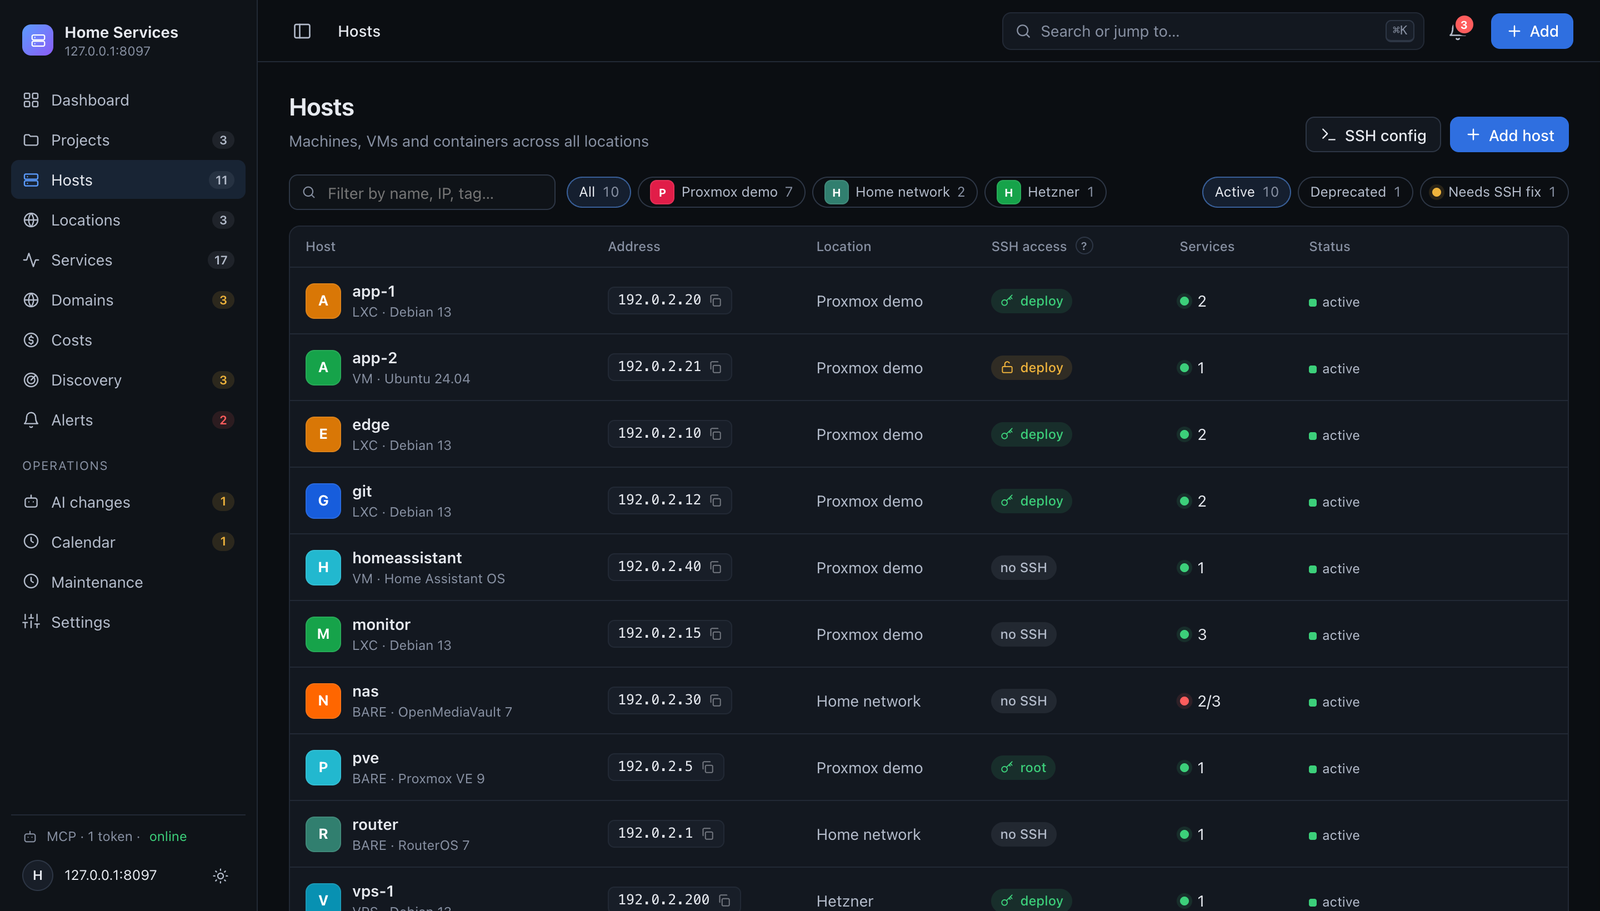 Home Services
127.0.0.1:8097
Dashboard
Projects 3
Hosts 11
Locations 3
Services 17
Domains 3
Costs
Discovery 3
Alerts 2
OPERATIONS
AI changes 1
Calendar 1
Maintenance
Settings
MCP · 1 token · online
H 127.0.0.1:8097
Hosts
Search or jump to... ⌘K
3
+ Add
Hosts
Machines, VMs and containers across all locations
SSH config
+ Add host
Filter by name, IP, tag...
All 10
P Proxmox demo 7
H Home network 2
H Hetzner 1
Active 10
Deprecated 1
Needs SSH fix 1
Host Address Location SSH access ? Services Status
A app-1 192.0.2.20 Proxmox demo deploy 2 active
LXC · Debian 13
A app-2 192.0.2.21 Proxmox demo deploy 1 active
VM · Ubuntu 24.04
E edge 192.0.2.10 Proxmox demo deploy 2 active
LXC · Debian 13
G git 192.0.2.12 Proxmox demo deploy 2 active
LXC · Debian 13
H homeassistant 192.0.2.40 Proxmox demo no SSH 1 active
VM · Home Assistant OS
M monitor 192.0.2.15 Proxmox demo no SSH 3 active
LXC · Debian 13
N nas 192.0.2.30 Home network no SSH 2/3 active
BARE · OpenMediaVault 7
P pve 192.0.2.5 Proxmox demo root 1 active
BARE · Proxmox VE 9
R router 192.0.2.1 Home network no SSH 1 active
BARE · RouterOS 7
V vps-1 192.0.2.200 Hetzner deploy 1 active
VPS · Debian 13